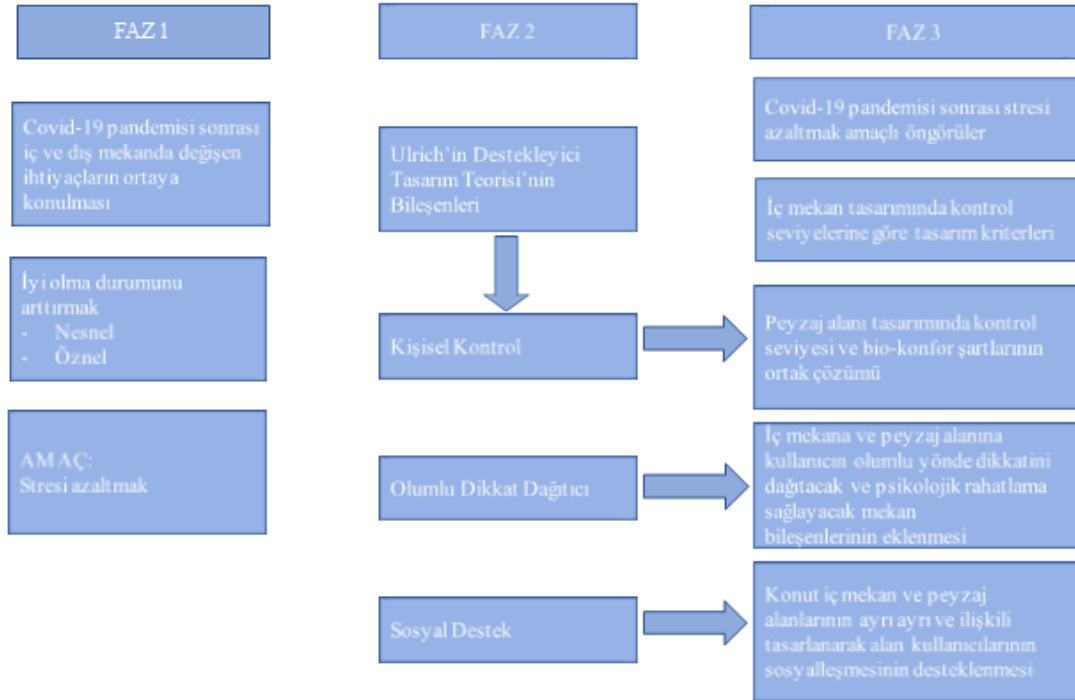 FAZ 1
Covid-19 pandemisi sonrası
iç ve dış mekanda değişen
ihtiyaçların ortaya
konulması
İyi olma durumunu
arttırmak
- Nesnel
- Öznel
AMAÇ:
Stresi azaltmak
FAZ 2
Ulrich'in Destekleyici
Tasarım Teorisi'nin
Bileşenleri
Kişisel Kontrol
Olumlu Dikkat Dağıtıcı
Sosyal Destek
FAZ 3
Covid-19 pandemisi sonrası stresi
azaltmak amaçlı öngörüler
İç mekan tasarımında kontrol
seviyelerine göre tasarım kriterleri
Peyzaj alanı tasarımında kontrol
seviyesi ve bio-konfor şartlarının
ortak çözümü
İç mekana ve peyzaj alanına
kullanıcın olumlu yönde dikkatini
dağıtacak ve psikolojik rahatlama
sağlayacak mekan
bileşenlerinin eklenmesi
Konut iç mekan ve peyzaj
alanlarının ayrı ayrı ve ilişkili
tasarlanarak alan kullanıcılarının
sosyalleşmesinin desteklenmesi